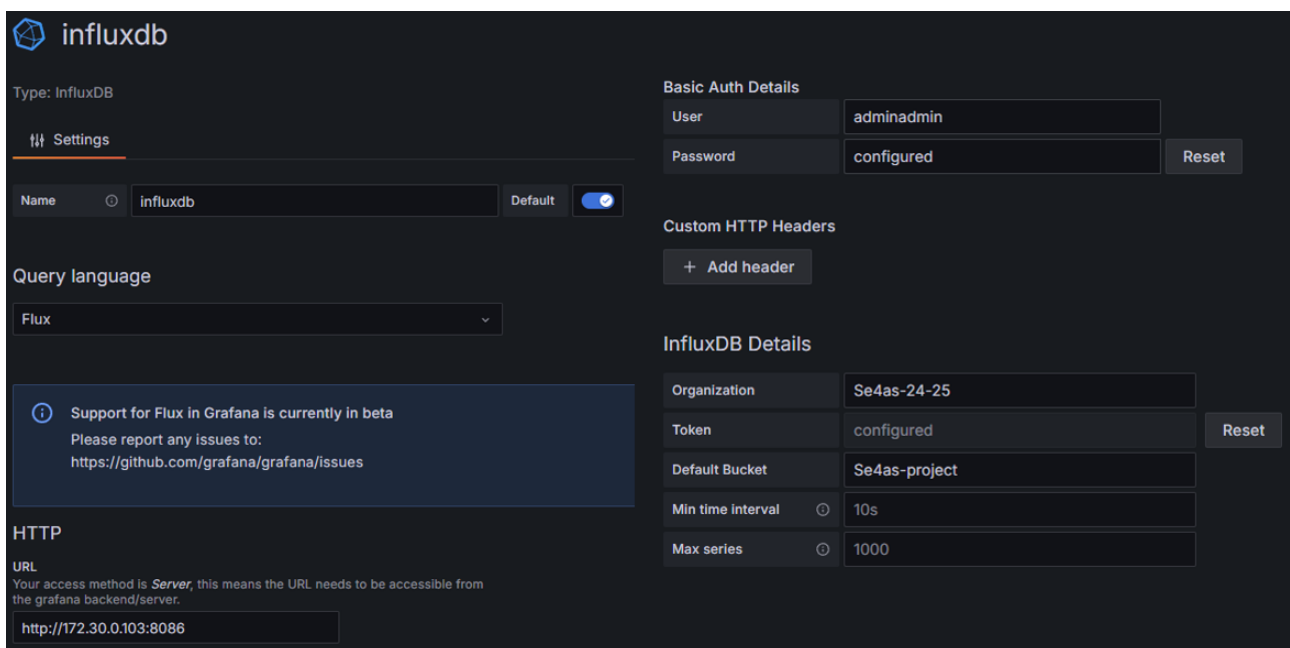 influxdb
Type: InfluxDB
Settings
Name influxdb Default
Query language
Flux
Support for Flux in Grafana is currently in beta
Please report any issues to:
https://github.com/grafana/grafana/issues
HTTP
URL
Your access method is Server, this means the URL needs to be accessible from
the grafana backend/server.
http://172.30.0.103:8086
Basic Auth Details
User adminadmin
Password configured Reset
Custom HTTP Headers
+ Add header
InfluxDB Details
Organization Se4as-24-25
Token configured Reset
Default Bucket Se4as-project
Min time interval 10s
Max series 1000